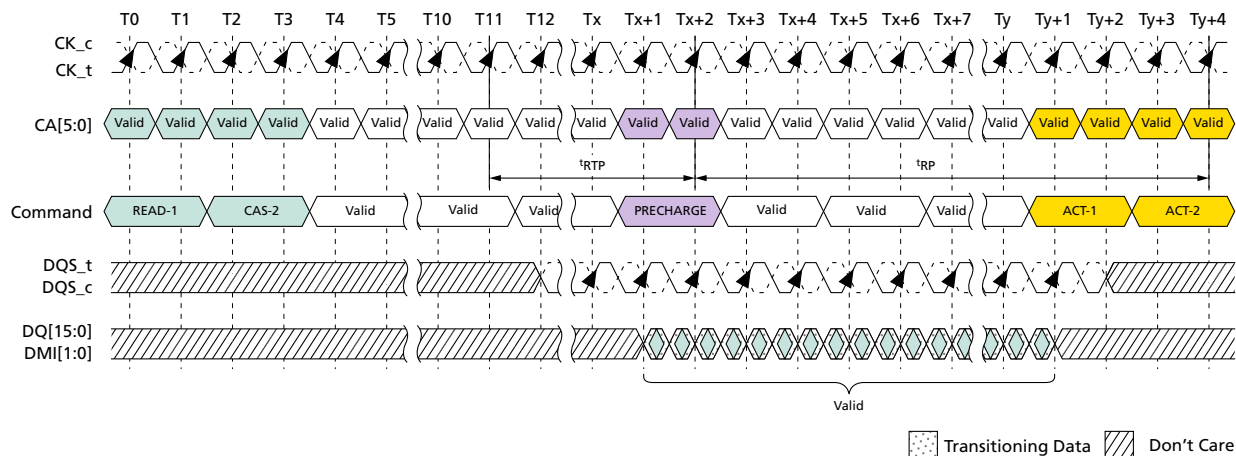 T0 T1 T2 T3 T4 T5 T10 T11 T12 Tx Tx+1 Tx+2 Tx+3 Tx+4 Tx+5 Tx+6 Tx+7 Ty Ty+1 Ty+2 Ty+3 Ty+4
CK_c
CK_t
CA[5:0] Valid Valid Valid Valid Valid Valid Valid Valid Valid Valid Valid Valid Valid Valid Valid Valid Valid Valid Valid Valid Valid Valid
tRTP tRP
Command READ-1 CAS-2 Valid Valid Valid PRECHARGE Valid Valid Valid ACT-1 ACT-2
DQS_t
DQS_c
DQ[15:0]
DMI[1:0]
Valid
Transitioning Data Don't Care